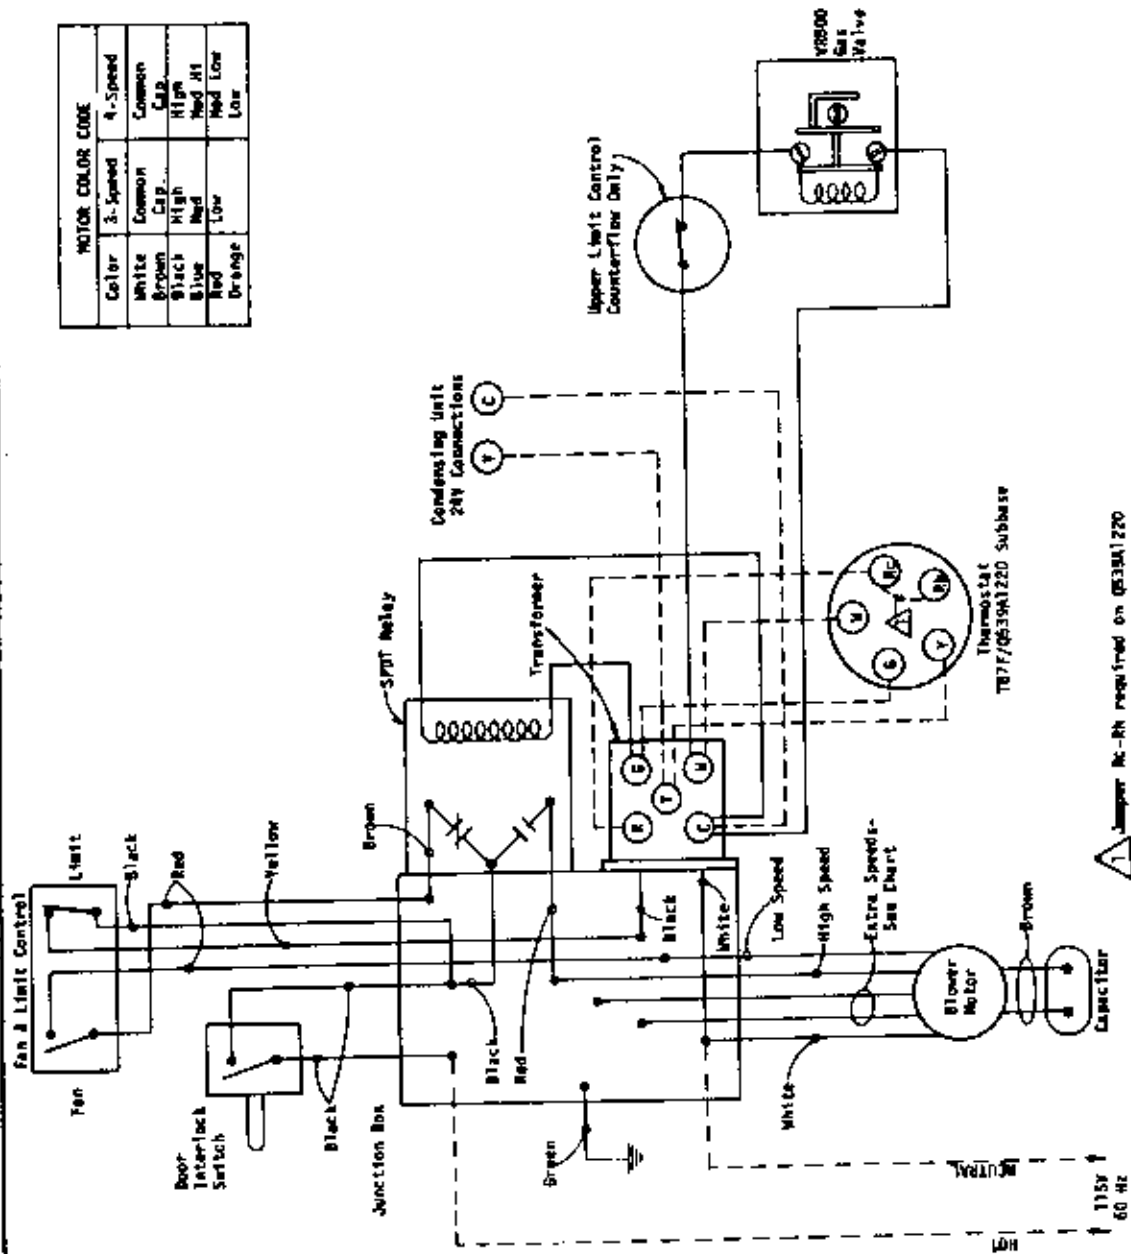 MOTOR COLOR CODE
Color 3-Speed 4-Speed
White Common Common
Brown Cap Cap
Black High High
Blue Med Med Hi
Red Low Med Low
Orange Low
Fan & Limit Control
Limit
Fan
Black
Red
Yellow
Door
Interlock
Switch
Black
Junction Box
Brown
SPDT Relay
Condensing Unit
24V Connections
Y
C
Upper Limit Control
Counterflow Only
VR800
Gas
Valve
Transformer
R
G
Y
C
W
Black
Red
Black
White
Low Speed
High Speed
Extra Speeds-
See Chart
Green
White
Blower
Motor
Brown
Capacitor
G
W
Rc
Rh
Y
Thermostat
T87F/Q539A1220 Subbase
Jumper Rc-Rh required on Q539A1220
HOT
NEUTRAL
115V
60 Hz